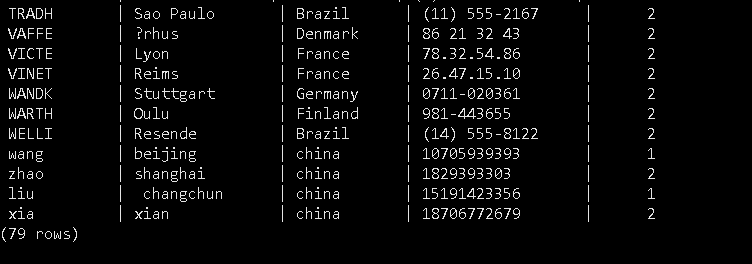 TRADH | Sao Paulo | Brazil | (11) 555-2167 | 2
VAFFE | ?rhus | Denmark | 86 21 32 43 | 2
VICTE | Lyon | France | 78.32.54.86 | 2
VINET | Reims | France | 26.47.15.10 | 2
WANDK | Stuttgart | Germany | 0711-020361 | 2
WARTH | Oulu | Finland | 981-443655 | 2
WELLI | Resende | Brazil | (14) 555-8122 | 2
wang | beijing | china | 10705939393 | 1
zhao | shanghai | china | 1829393303 | 2
liu | changchun | china | 15191423356 | 1
xia | xian | china | 18706772679 | 2
(79 rows)